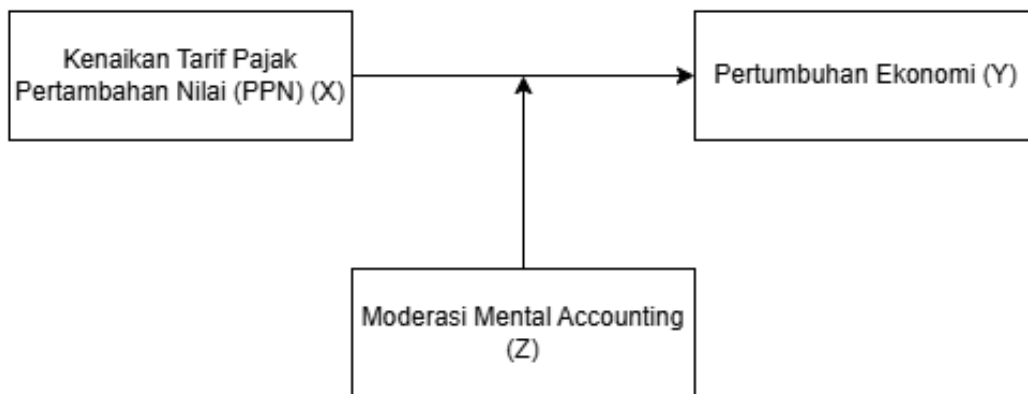 Kenaikan Tarif Pajak
Pertambahan Nilai (PPN) (X)
Pertumbuhan Ekonomi (Y)
Moderasi Mental Accounting
(Z)